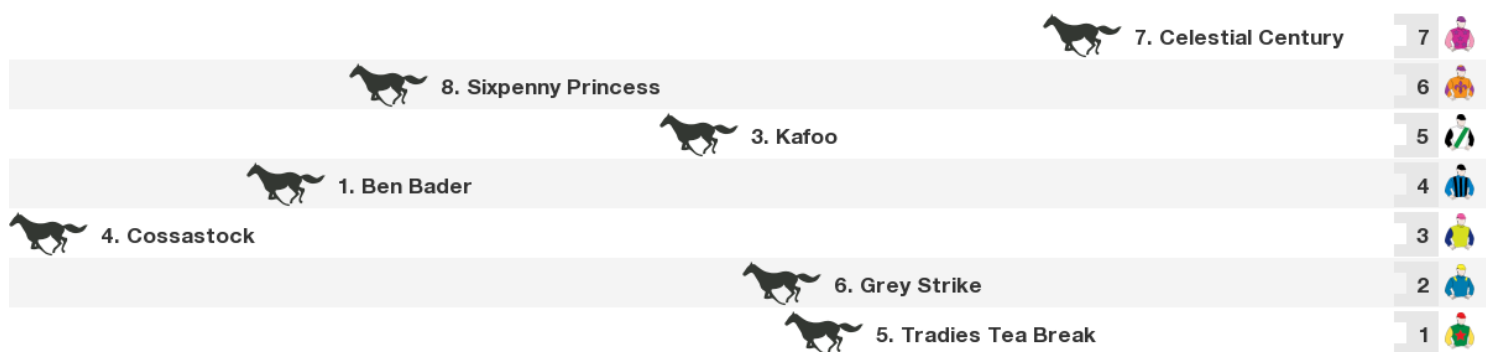 7. Celestial Century 7
8. Sixpenny Princess 6
3. Kafoo 5
1. Ben Bader 4
4. Cossastock 3
6. Grey Strike 2
5. Tradies Tea Break 1